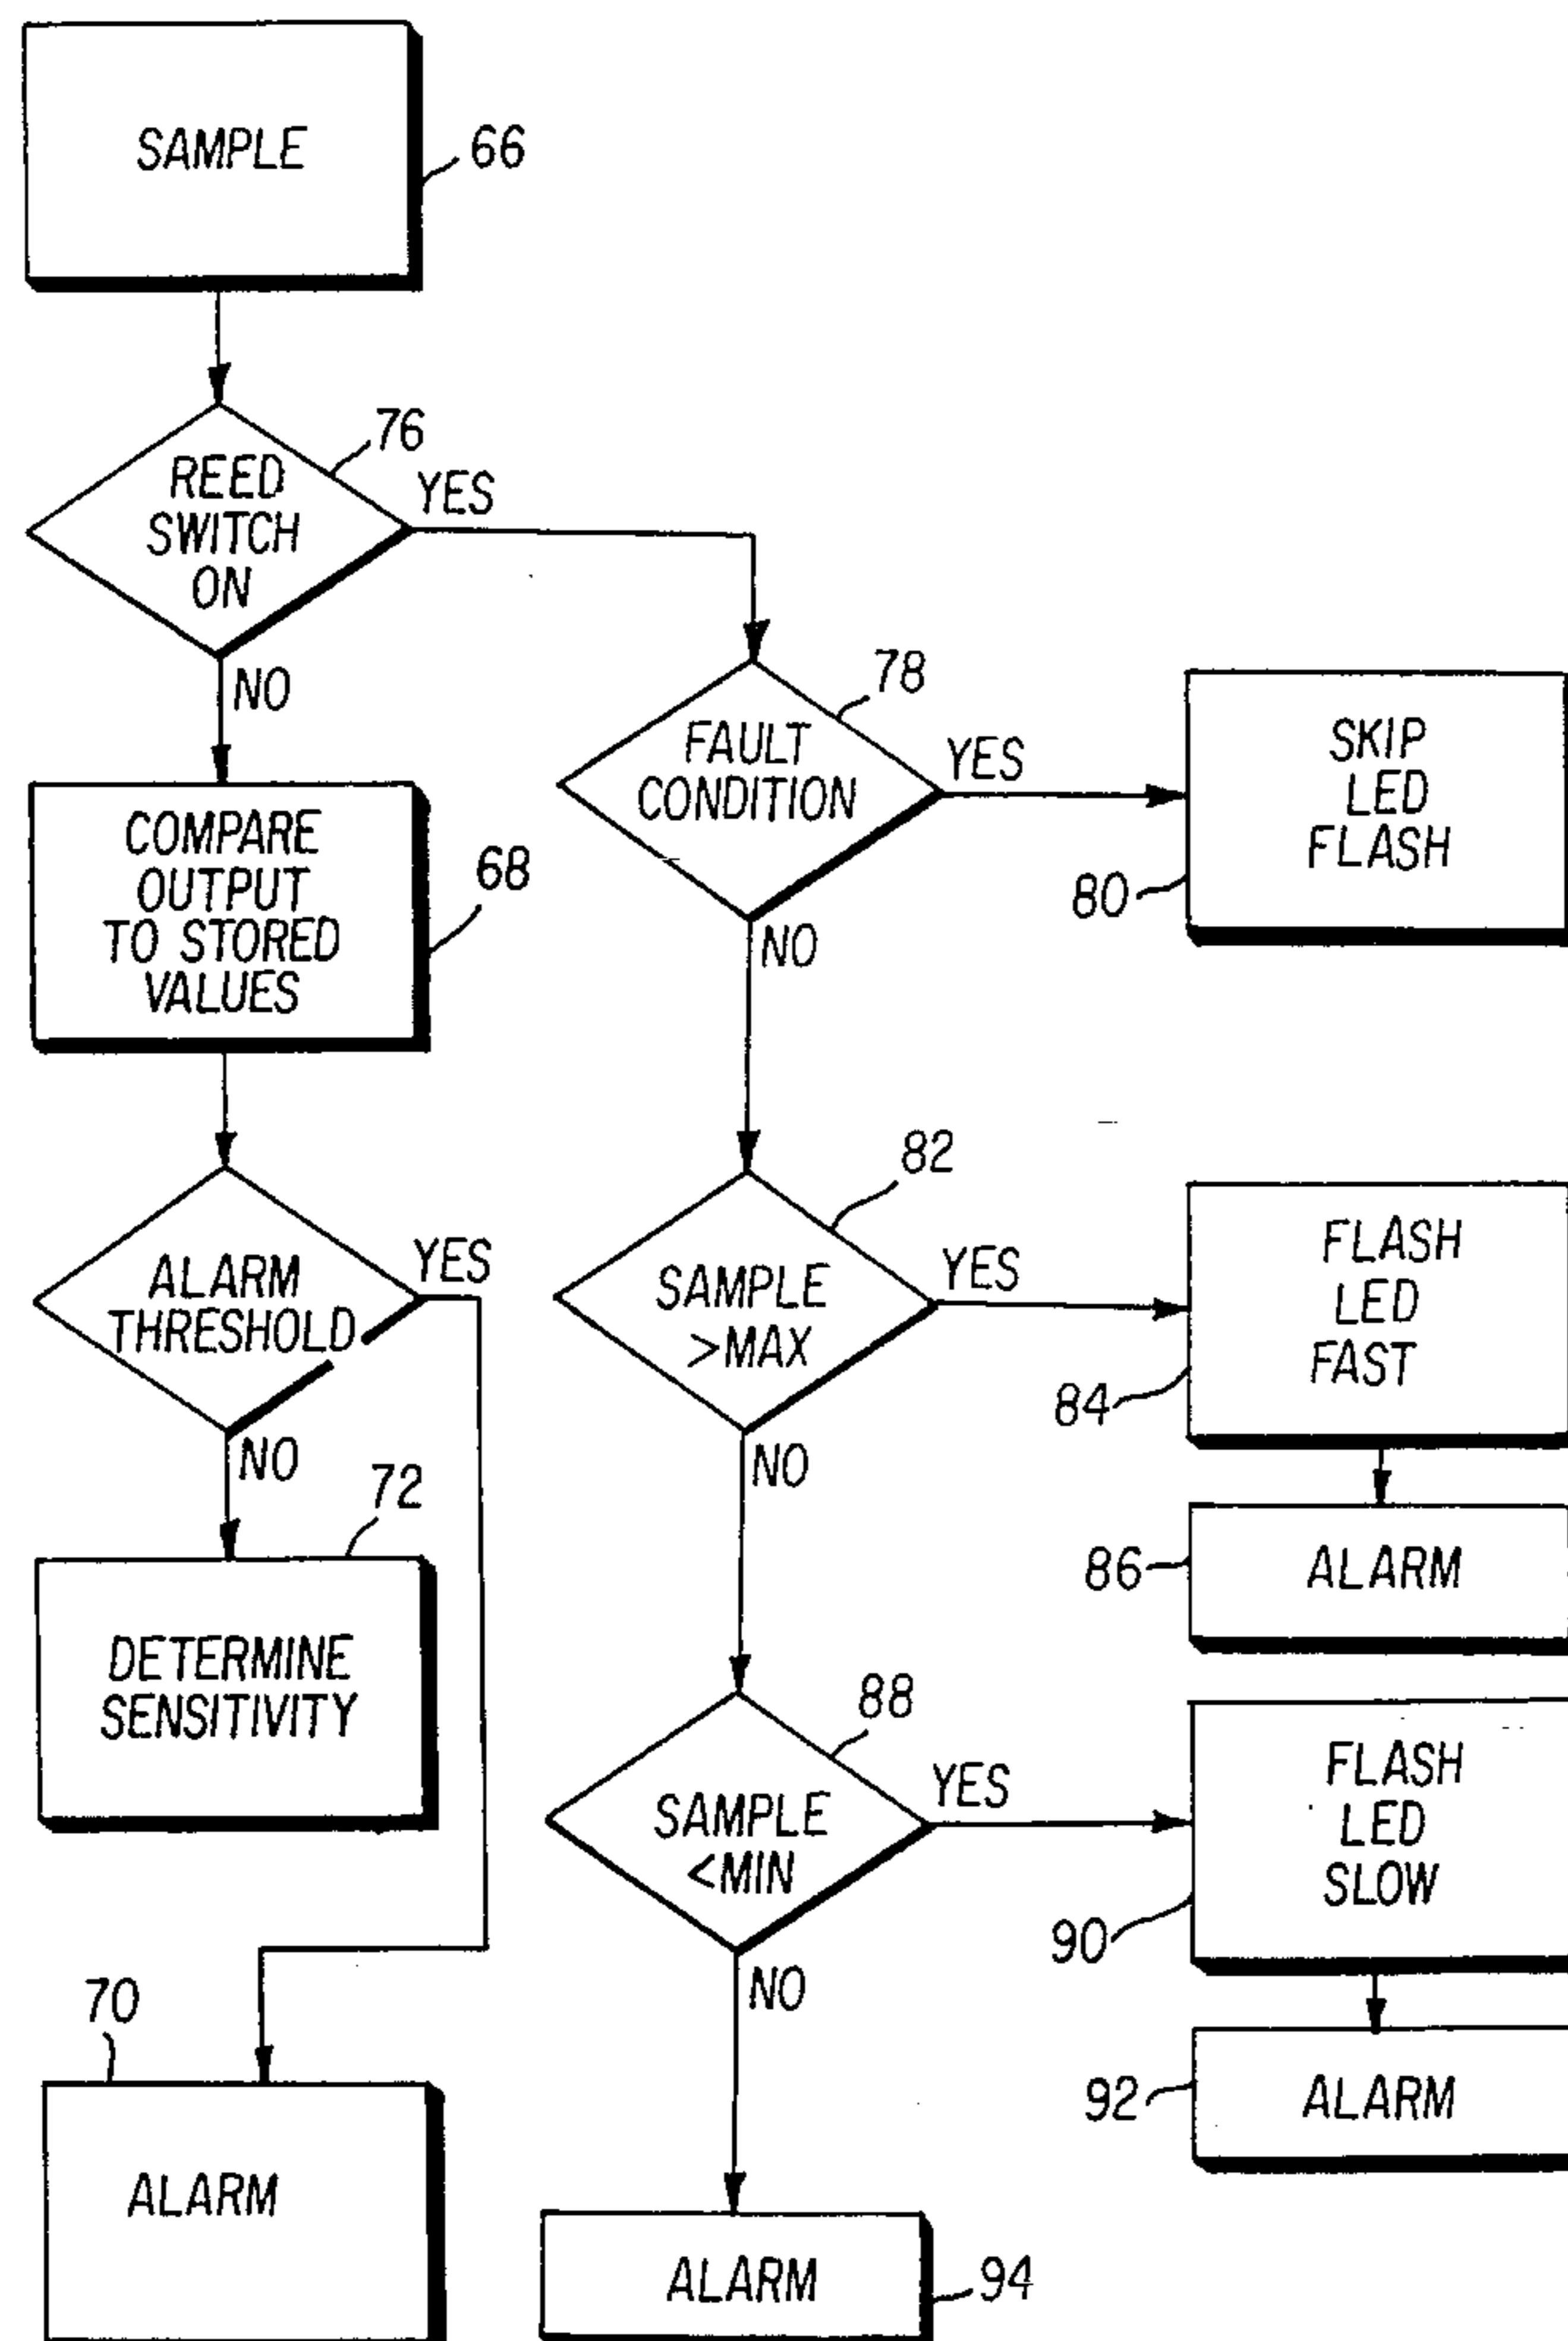 SAMPLE
66
REED
SWITCH
ON
76
YES
NO
COMPARE
OUTPUT
TO STORED
VALUES
68
ALARM
THRESHOLD
YES
NO
72
DETERMINE
SENSITIVITY
70
ALARM
FAULT
CONDITION
78
YES
NO
SKIP
LED
FLASH
80
SAMPLE
>MAX
82
YES
NO
FLASH
LED
FAST
84
ALARM
86
SAMPLE
<MIN
88
YES
NO
FLASH
LED
SLOW
90
ALARM
92
ALARM
94